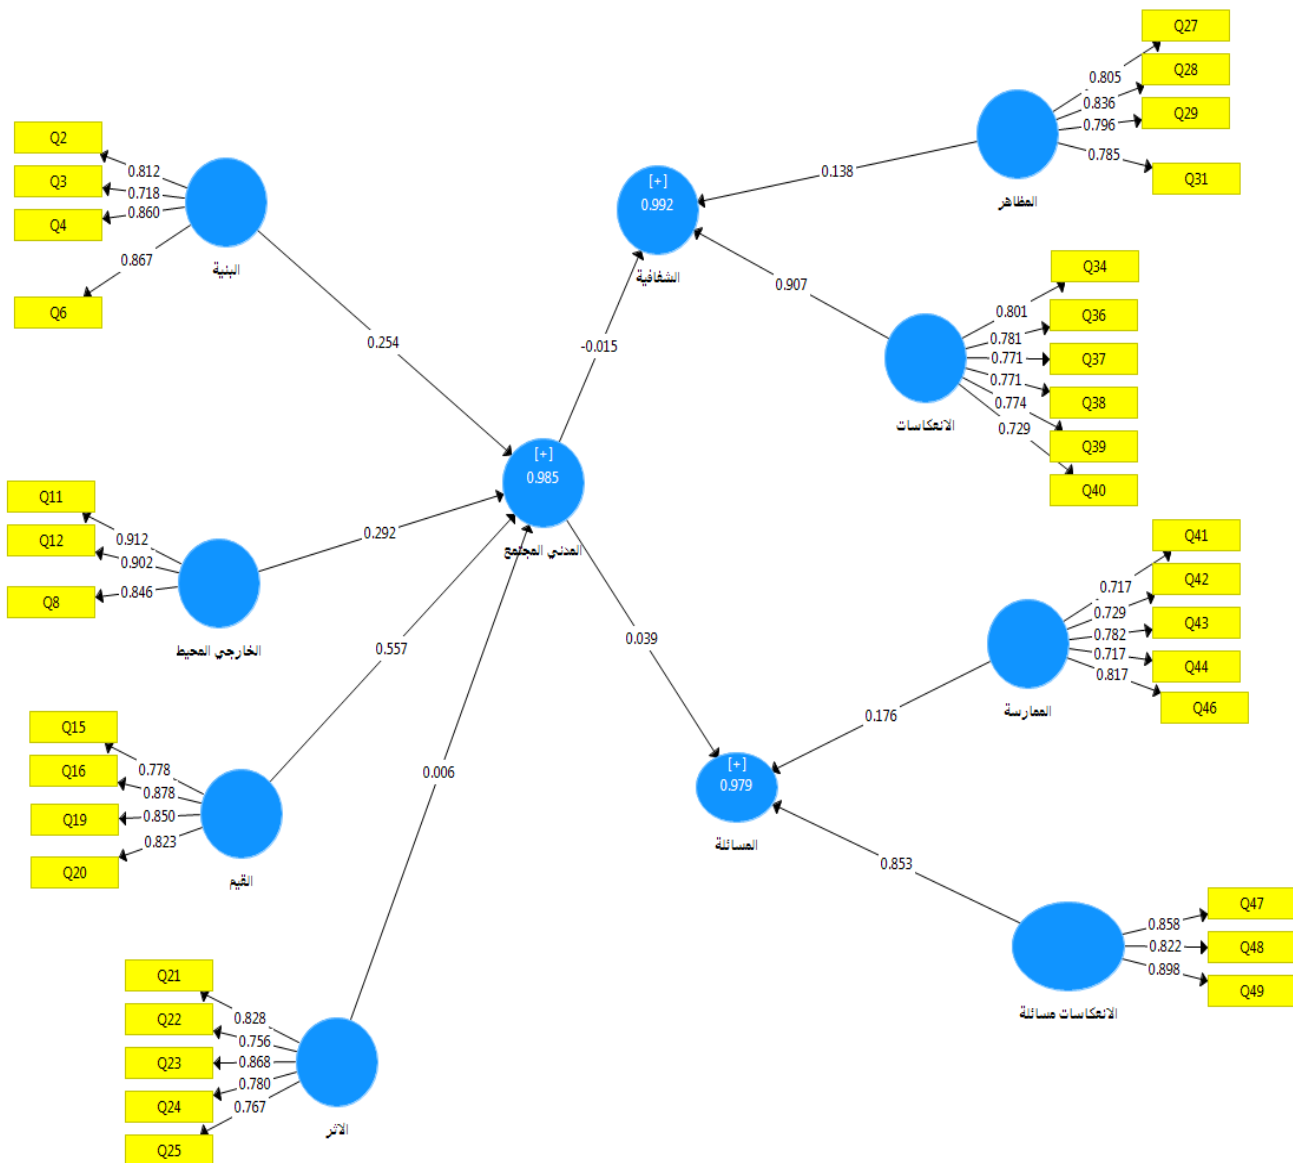 Q2
Q3
Q4
Q6
0.812
0.718
0.860
0.867
البنية
0.254
Q11
Q12
Q8
0.912
0.902
0.846
الخارجي المحيط
0.292
Q15
Q16
Q19
Q20
0.778
0.878
0.850
0.823
القيم
0.557
Q21
Q22
Q23
Q24
Q25
0.828
0.756
0.868
0.780
0.767
الاثر
0.006
[+]
0.985
المدني المجتمع
-0.015
0.039
[+]
0.992
الشفافية
0.138
0.907
المظاهر
0.805
0.836
0.796
0.785
Q27
Q28
Q29
Q31
الانعكاسات
0.801
0.781
0.771
0.771
0.774
0.729
Q34
Q36
Q37
Q38
Q39
Q40
[+]
0.979
المسائلة
0.176
0.853
الممارسة
0.717
0.729
0.782
0.717
0.817
Q41
Q42
Q43
Q44
Q46
الانعكاسات مسائلة
0.858
0.822
0.898
Q47
Q48
Q49